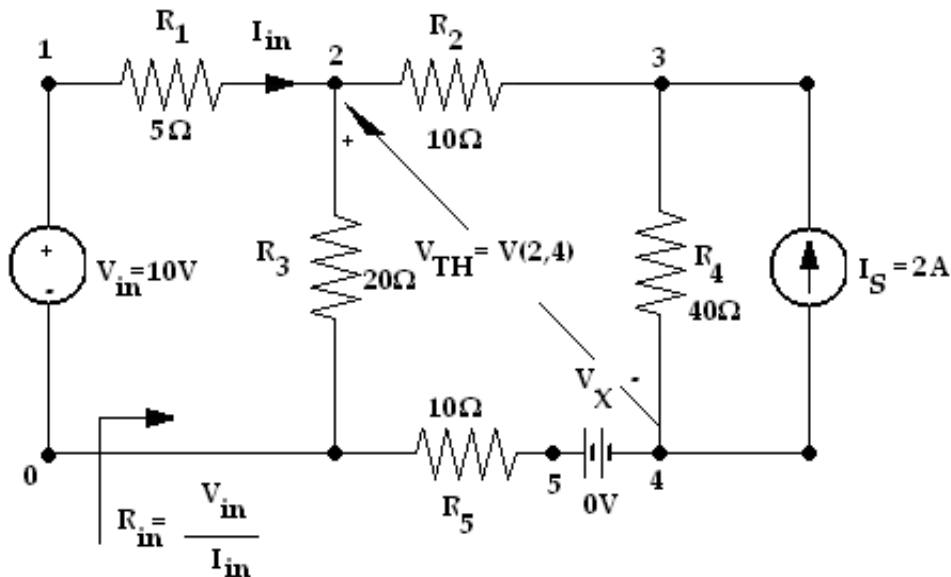 R1
Iin
R2
1
2
3
5Ω
10Ω
+
R3
20Ω
VTH= V(2,4)
R4
40Ω
+
-
Vin=10V
IS = 2A
VX
-
10Ω
0
R5
5
0V
4
Rin= Vin
Iin